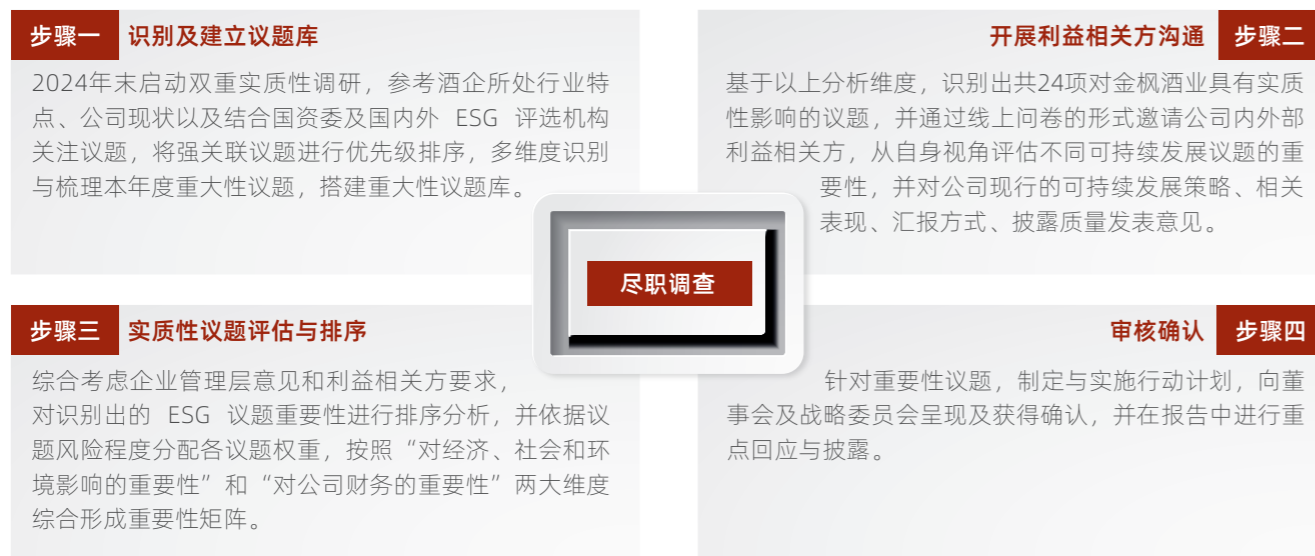 步骤一 识别及建立议题库
2024年末启动双重实质性调研，参考酒企所处行业特
点、公司现状以及结合国资委及国内外 ESG 评选机构
关注议题，将强关联议题进行优先级排序，多维度识别
与梳理本年度重大性议题，搭建重大性议题库。
开展利益相关方沟通 步骤二
基于以上分析维度，识别出共24项对金枫酒业具有实质
性影响的议题，并通过线上问卷的形式邀请公司内外部
利益相关方，从自身视角评估不同可持续发展议题的重
要性，并对公司现行的可持续发展策略、相关
表现、汇报方式、披露质量发表意见。
尽职调查
步骤三 实质性议题评估与排序
综合考虑企业管理层意见和利益相关方要求，
对识别出的 ESG 议题重要性进行排序分析，并依据议
题风险程度分配各议题权重，按照“对经济、社会和环
境影响的重要性”和“对公司财务的重要性”两大维度
综合形成重要性矩阵。
审核确认 步骤四
针对重要性议题，制定与实施行动计划，向董
事会及战略委员会呈现及获得确认，并在报告中进行重
点回应与披露。